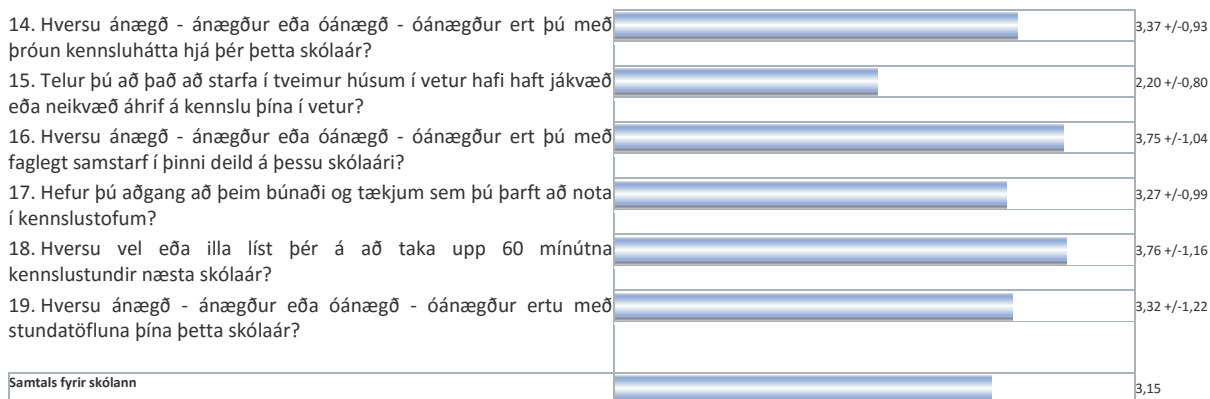 14. Hversu ánægð - ánægður eða óánægð - óánægður ert þú með
þróun kennsluhátta hjá þér þetta skólaár?
3,37 +/-0,93
15. Telur þú að það að starfa í tveimur húsum í vetur hafi haft jákvæð
eða neikvæð áhrif á kennslu þína í vetur?
2,20 +/-0,80
16. Hversu ánægð - ánægður eða óánægð - óánægður ert þú með
faglegt samstarf í þinni deild á þessu skólaári?
3,75 +/-1,04
17. Hefur þú aðgang að þeim búnaði og tækjum sem þú þarft að nota
í kennslustofum?
3,27 +/-0,99
18. Hversu vel eða illa líst þér á að taka upp 60 mínútna
kennslustundir næsta skólaár?
3,76 +/-1,16
19. Hversu ánægð - ánægður eða óánægð - óánægður ertu með
stundatöfluna þína þetta skólaár?
3,32 +/-1,22
Samtals fyrir skólann
3,15